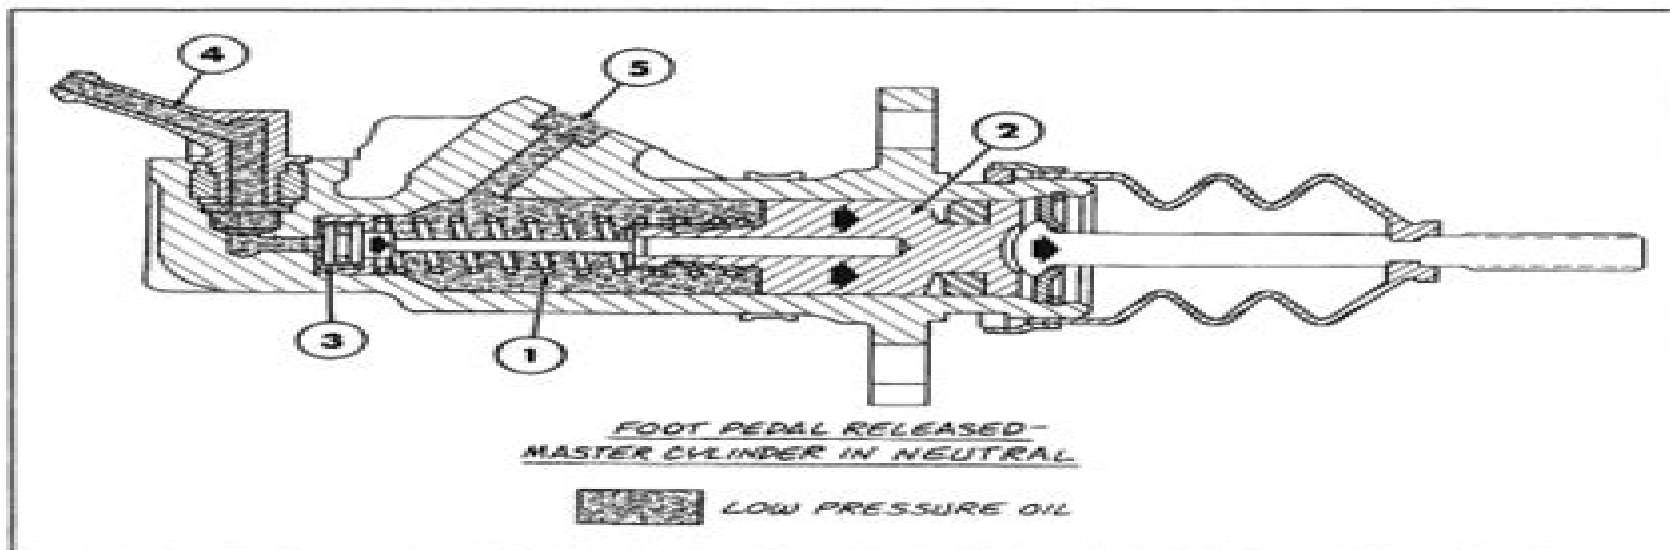 4
5
2
3
1
FOOT PEDAL RELEASED-
MASTER CYLINDER IN NEUTRAL
LOW PRESSURE OIL